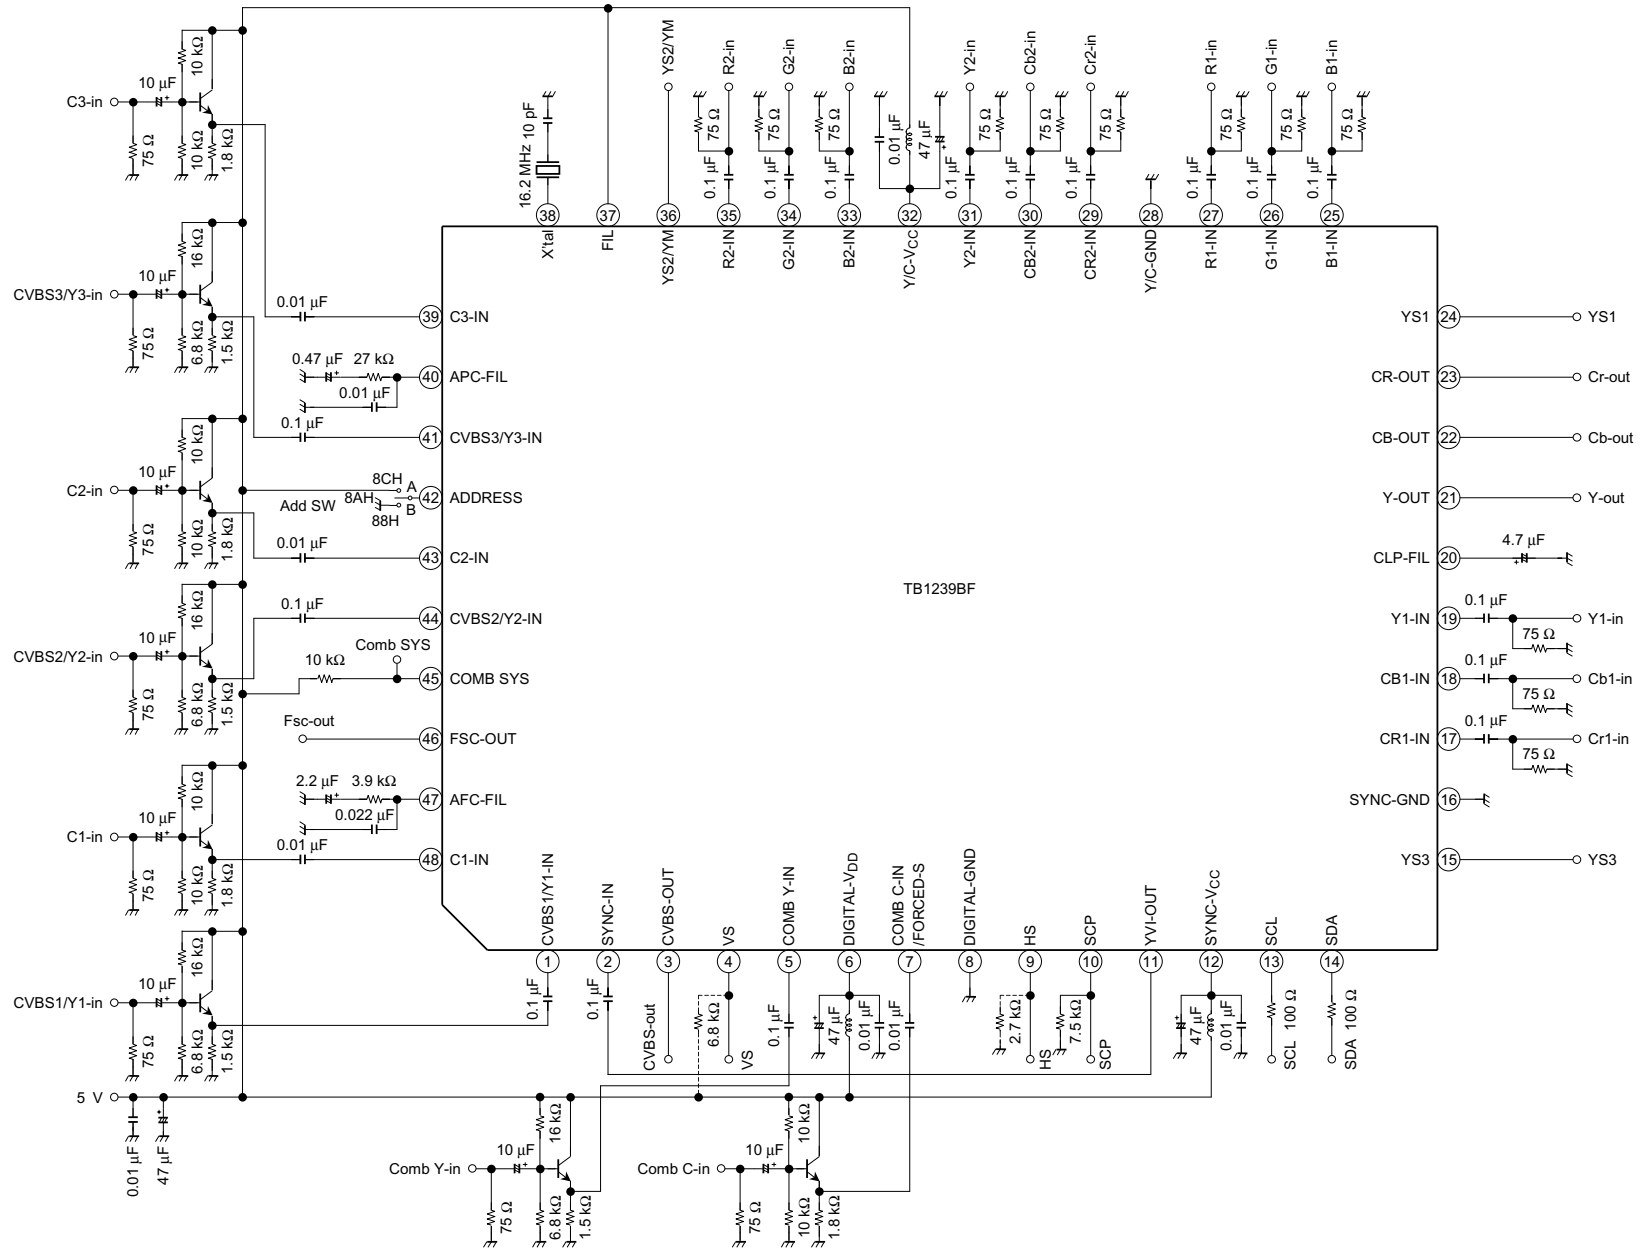 C3-in
10 μF
10 kΩ
75 Ω
10 kΩ
1.8 kΩ
CVBS3/Y3-in
10 μF
16 kΩ
75 Ω
6.8 kΩ
1.5 kΩ
C2-in
10 μF
10 kΩ
75 Ω
10 kΩ
1.8 kΩ
CVBS2/Y2-in
10 μF
16 kΩ
75 Ω
6.8 kΩ
1.5 kΩ
C1-in
10 μF
10 kΩ
75 Ω
10 kΩ
1.8 kΩ
CVBS1/Y1-in
10 μF
16 kΩ
75 Ω
6.8 kΩ
1.5 kΩ
5 V
0.01 μF
47 μF
16.2 MHz 10 pF
YS2/YM
R2-in
75 Ω
0.1 μF
G2-in
75 Ω
0.1 μF
B2-in
75 Ω
0.1 μF
0.01 μF
47 μF
Y2-in
75 Ω
0.1 μF
Cb2-in
75 Ω
0.1 μF
Cr2-in
75 Ω
0.1 μF
R1-in
75 Ω
0.1 μF
G1-in
75 Ω
0.1 μF
B1-in
75 Ω
0.1 μF
38 X'tal
37 FIL
36 YS2/YM
35 R2-IN
34 G2-IN
33 B2-IN
32 Y/C-VCC
31 Y2-IN
30 CB2-IN
29 CR2-IN
28 Y/C-GND
27 R1-IN
26 G1-IN
25 B1-IN
0.01 μF
39 C3-IN
0.47 μF 27 kΩ
0.01 μF
40 APC-FIL
0.1 μF
41 CVBS3/Y3-IN
Add SW
8CH A
8AH
88H B
42 ADDRESS
0.01 μF
43 C2-IN
0.1 μF
44 CVBS2/Y2-IN
Comb SYS
10 kΩ
45 COMB SYS
Fsc-out
46 FSC-OUT
2.2 μF 3.9 kΩ
0.022 μF
47 AFC-FIL
0.01 μF
48 C1-IN
TB1239BF
YS1 24 YS1
CR-OUT 23 Cr-out
CB-OUT 22 Cb-out
Y-OUT 21 Y-out
CLP-FIL 20 4.7 μF
Y1-IN 19 0.1 μF Y1-in
75 Ω
CB1-IN 18 0.1 μF Cb1-in
75 Ω
CR1-IN 17 0.1 μF Cr1-in
75 Ω
SYNC-GND 16
YS3 15 YS3
CVBS1/Y1-IN 1
SYNC-IN 2
CVBS-OUT 3
VS 4
COMB Y-IN 5
DIGITAL-VDD 6
COMB C-IN
/FORCED-S 7
DIGITAL-GND 8
HS 9
SCP 10
YVI-OUT 11
SYNC-VCC 12
SCL 13
SDA 14
0.1 μF
0.1 μF
CVBS-out
6.8 kΩ
VS
0.1 μF
47 μF
0.01 μF
0.01 μF
2.7 kΩ
HS
7.5 kΩ
SCP
47 μF
0.01 μF
SCL 100 Ω
SDA 100 Ω
Comb Y-in
10 μF
16 kΩ
75 Ω
6.8 kΩ
1.5 kΩ
Comb C-in
10 μF
10 kΩ
75 Ω
10 kΩ
1.8 kΩ